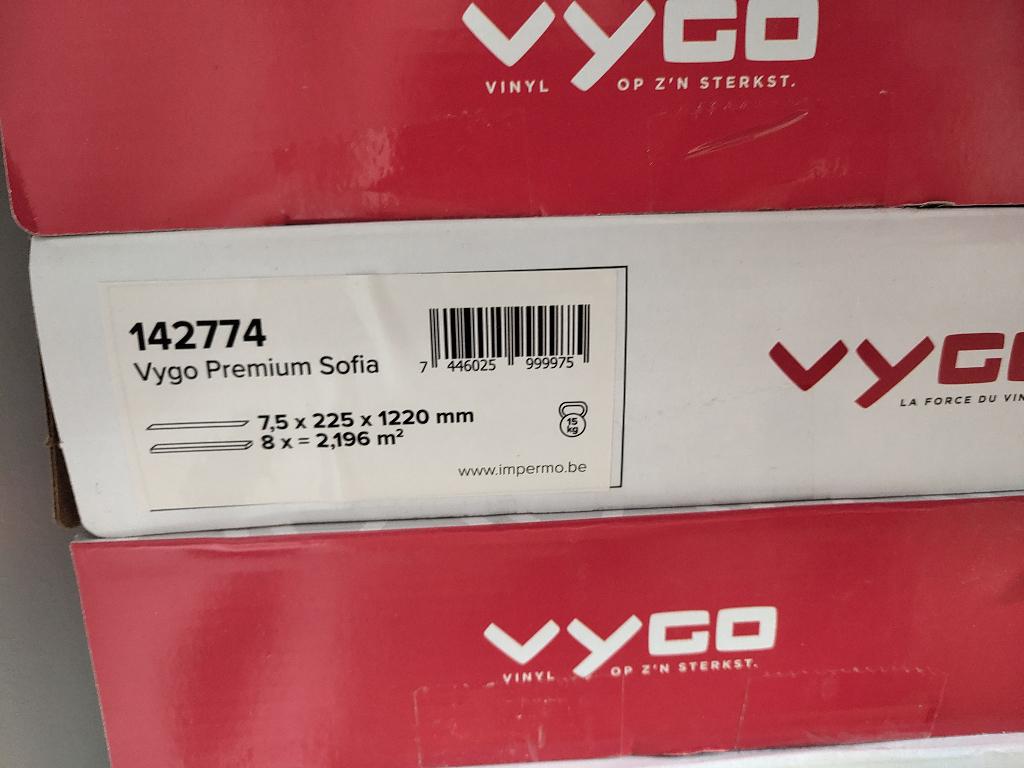 VYGO
VINYL OP Z'N STERKST.
142774
Vygo Premium Sofia
7 446025 999975
7,5 x 225 x 1220 mm
8 x = 2,196 m²
15
kg
www.impermo.be
VYG
LA FORCE DU VIN
VYGO
VINYL OP Z'N STERKST.